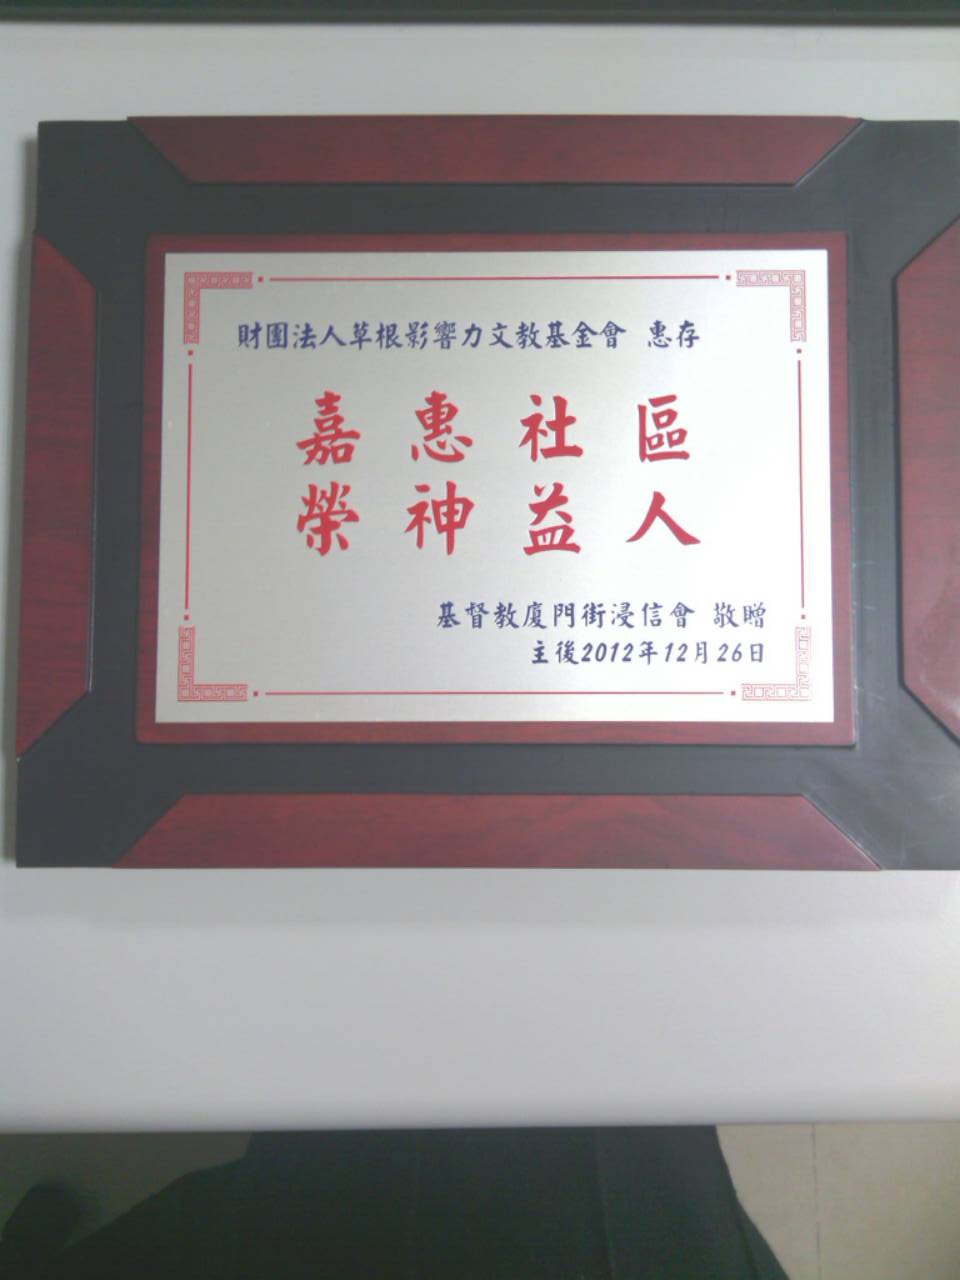 財團法人草根影響力文教基金會 惠存
嘉惠社區
榮神益人
基督教廈門街浸信會 敬贈
主後2012年12月26日